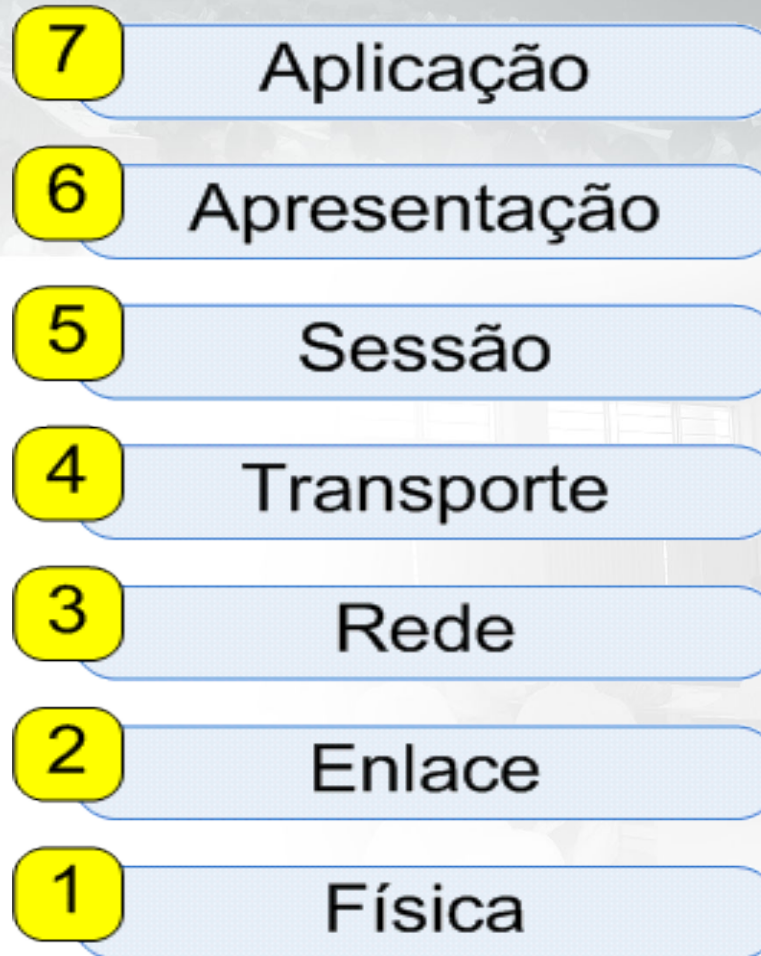 7 Aplicação
6 Apresentação
5 Sessão
4 Transporte
3 Rede
2 Enlace
1 Física